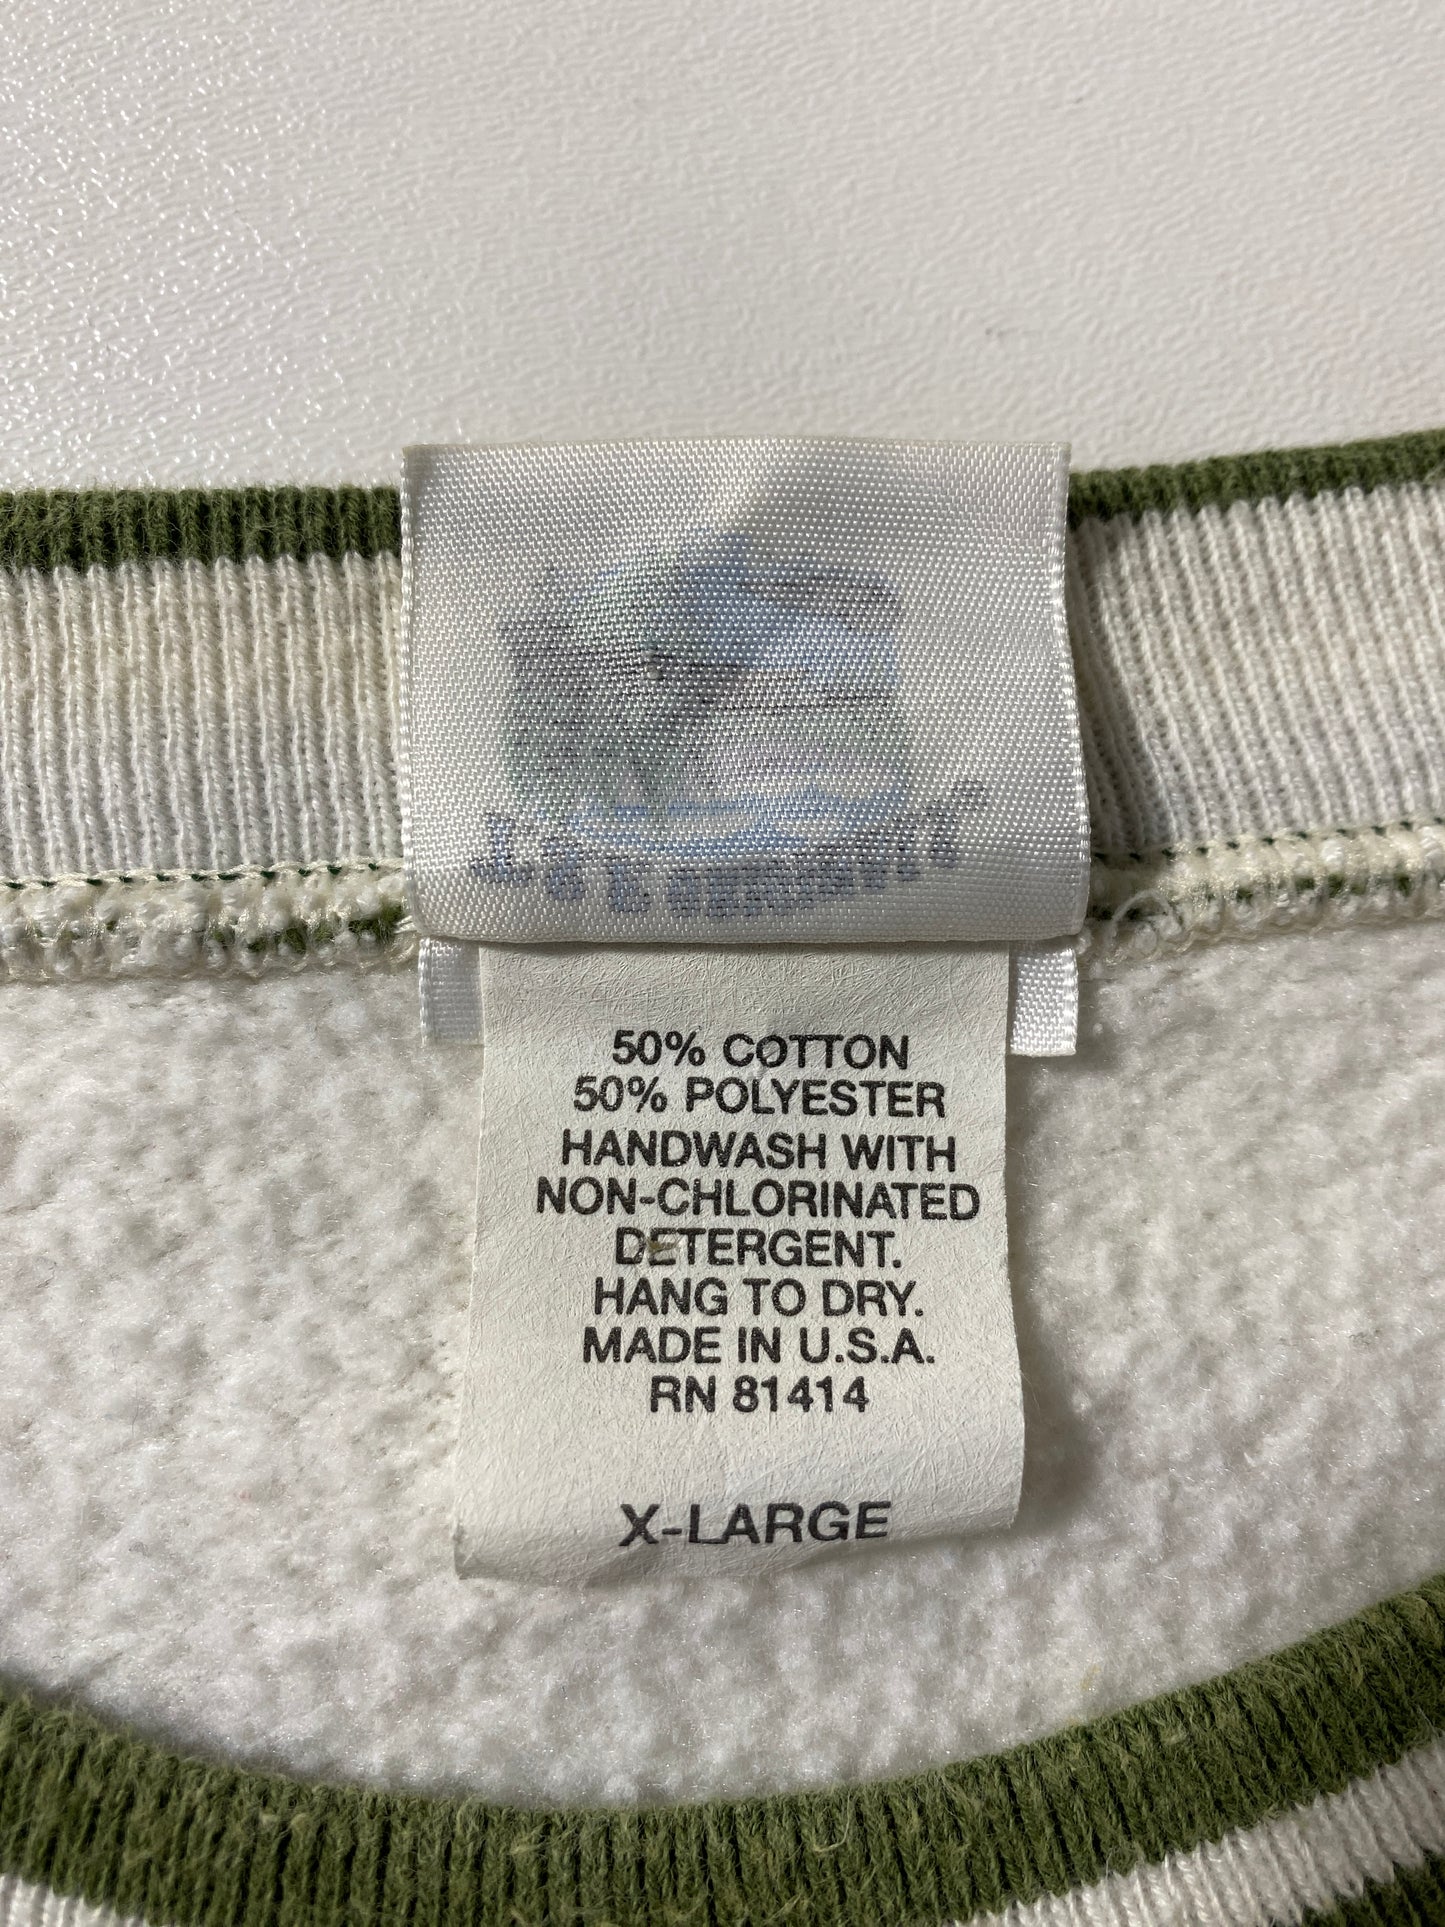 50% COTTON
50% POLYESTER
HANDWASH WITH
NON-CHLORINATED
DETERGENT.
HANG TO DRY.
MADE IN U.S.A.
RN 81414
X-LARGE